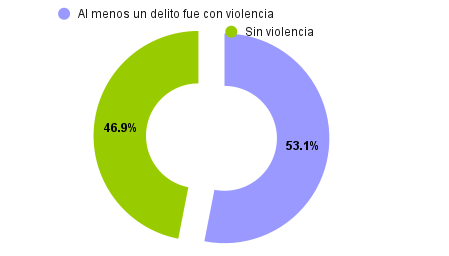 Al menos un delito fue con violencia
Sin violencia
46.9%
53.1%